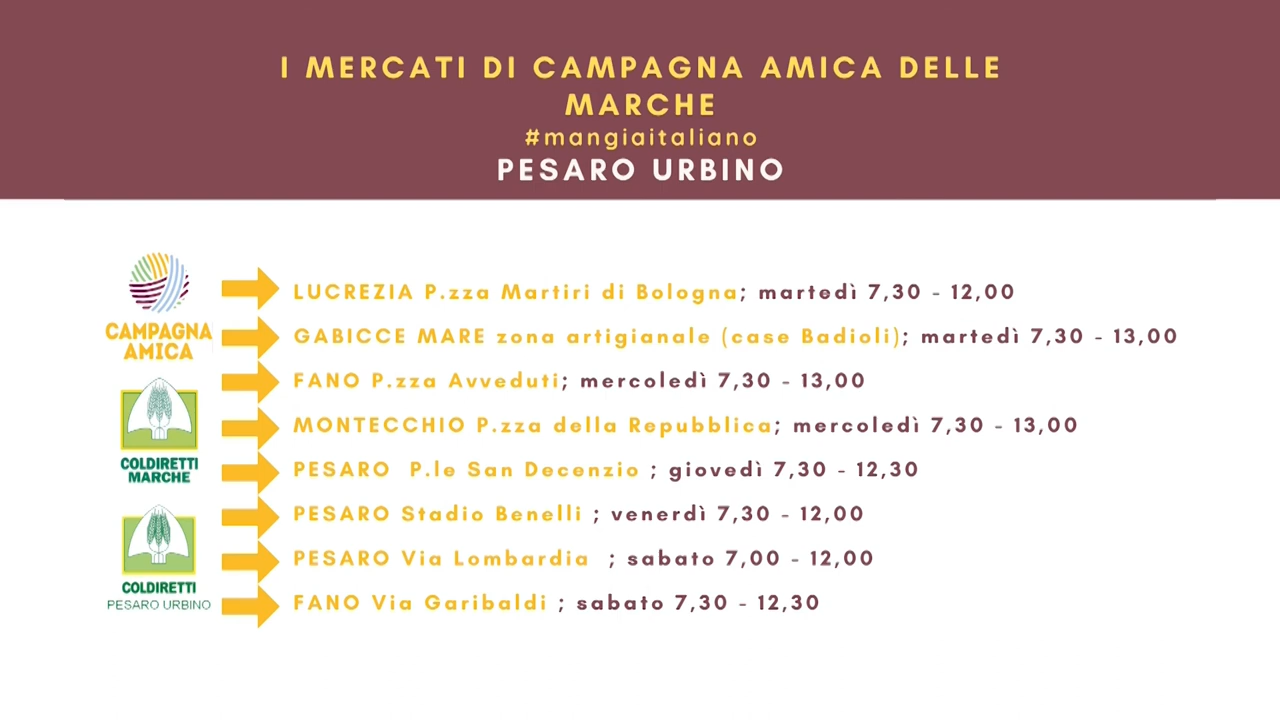 I MERCATI DI CAMPAGNA AMICA DELLE
MARCHE
#mangiaitaliano
PESARO URBINO
CAMPAGNA
AMICA
COLDIRETTI
MARCHE
COLDIRETTI
PESARO URBINO
LUCREZIA P.zza Martiri di Bologna; martedì 7,30 - 12,00
GABICCE MARE zona artigianale (case Badioli); martedì 7,30 - 13,00
FANO P.zza Avveduti; mercoledì 7,30 - 13,00
MONTECCHIO P.zza della Repubblica; mercoledì 7,30 - 13,00
PESARO P.le San Decenzio ; giovedì 7,30 - 12,30
PESARO Stadio Benelli ; venerdì 7,30 - 12,00
PESARO Via Lombardia ; sabato 7,00 - 12,00
FANO Via Garibaldi ; sabato 7,30 - 12,30